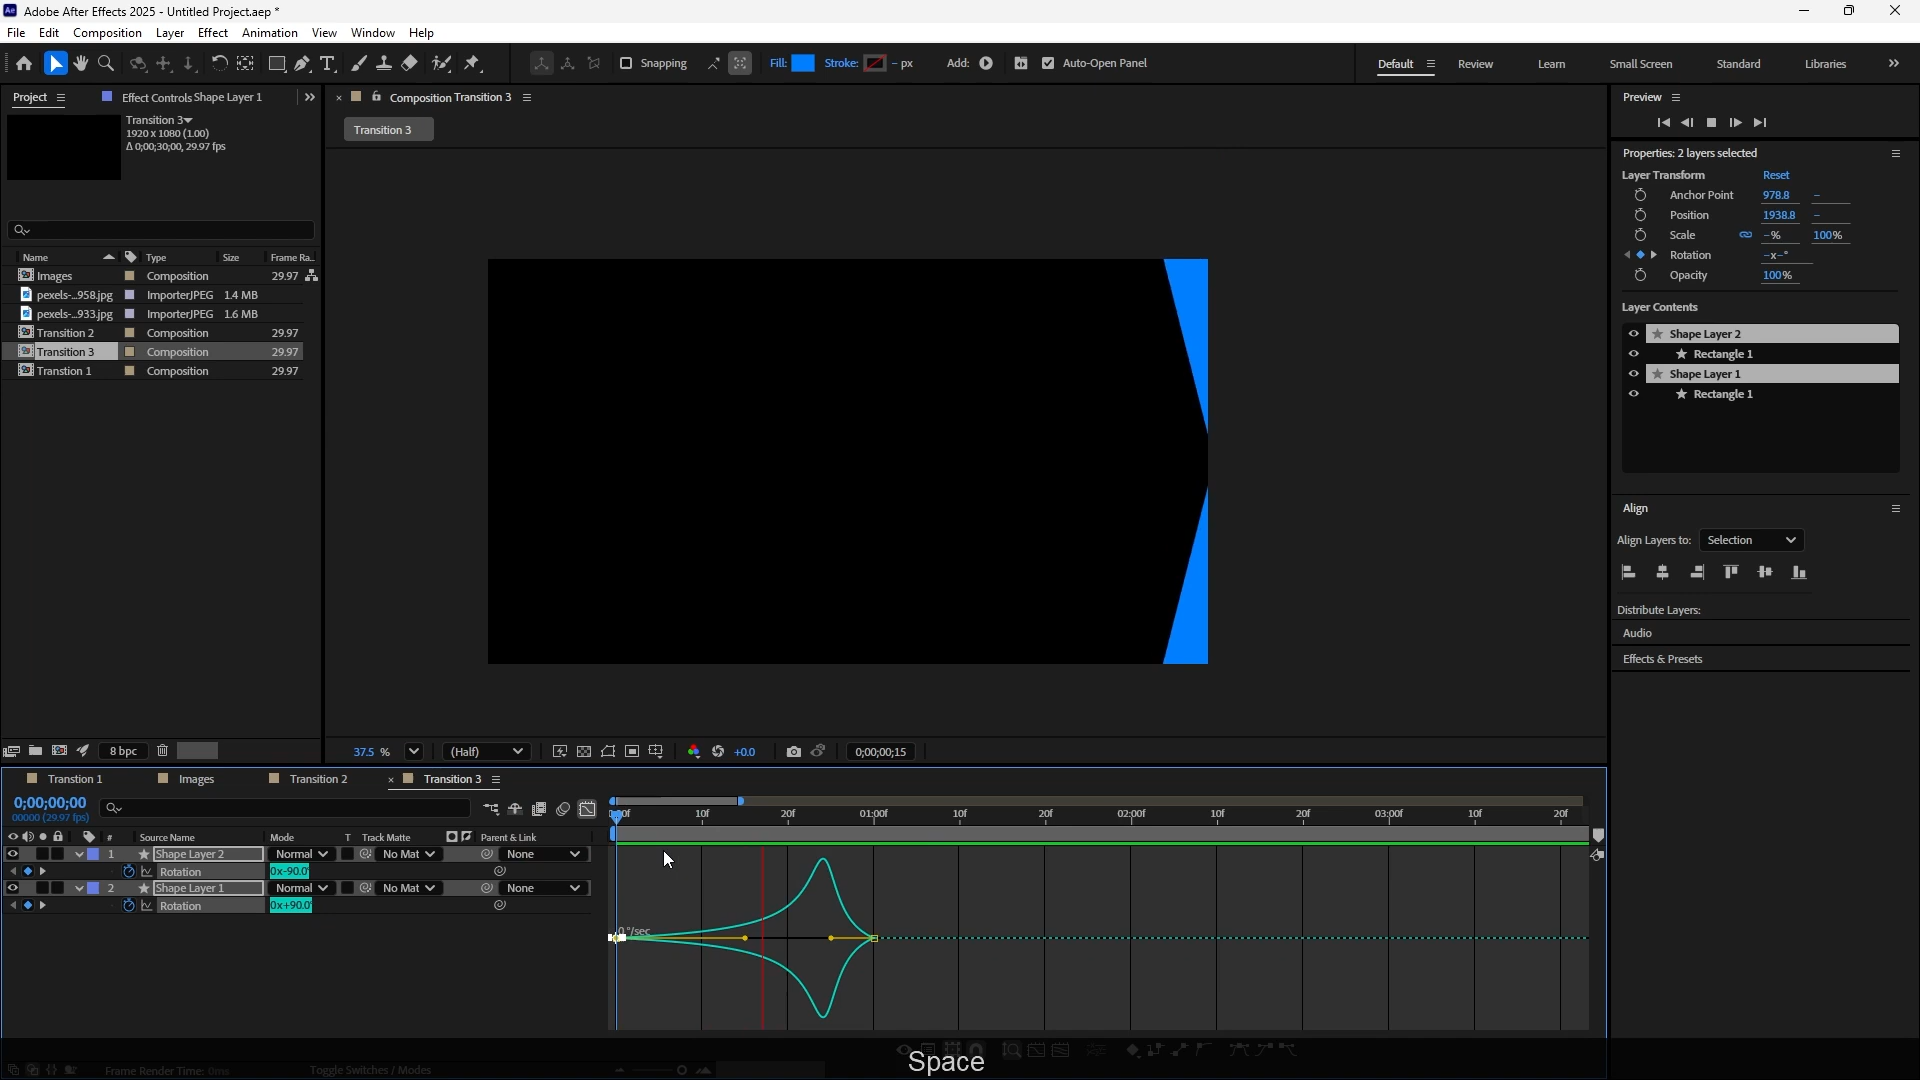 Adobe After Effects 2025 - Untitled Project.aep *
File Edit Composition Layer Effect Animation View Window Help
Snapping Fill: Stroke: - px Add: Auto-Open Panel Default Review Learn Small Screen Standard Libraries
Project Effect Controls Shape Layer 1
Transition 3
1920 x 1080 (1.00)
Δ 0;00;30;00, 29.97 fps
Name Type Size Frame Ra..
Images Composition 29.97
pexels-...958.jpg ImporterJPEG 1.4 MB
pexels-...933.jpg ImporterJPEG 1.6 MB
Transition 2 Composition 29.97
Transition 3 Composition 29.97
Transtion 1 Composition 29.97
8 bpc
Composition Transition 3
Transition 3
37.5 % (Half) +0.0 0;00;00;15
Preview
Properties: 2 layers selected
Layer Transform Reset
Anchor Point 978.8 -
Position 1938.8 -
Scale -% 100%
Rotation -x-°
Opacity 100%
Layer Contents
Shape Layer 2
Rectangle 1
Shape Layer 1
Rectangle 1
Align
Align Layers to: Selection
Distribute Layers:
Audio
Effects & Presets
Transtion 1 Images Transition 2 Transition 3
0;00;00;00
00000 (29.97 fps)
# Source Name Mode T Track Matte Parent & Link
1 Shape Layer 2 Normal No Mat None
Rotation 0x-90.0°
2 Shape Layer 1 Normal No Mat None
Rotation 0x+90.0°
10f 20f 01:00f 10f 20f 02:00f 10f 20f 03:00f 10f 20f
0 °/sec
Frame Render Time: 0ms Toggle Switches / Modes
Space